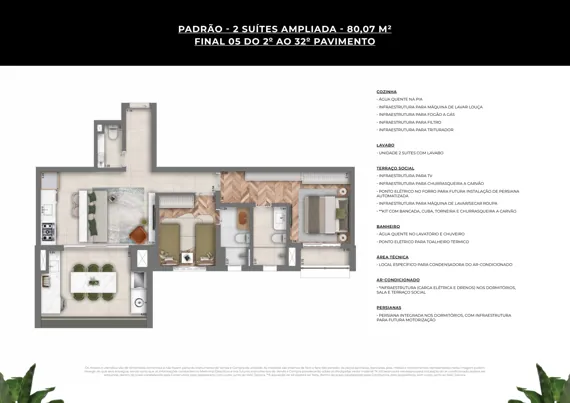 PADRÃO - 2 SUÍTES AMPLIADA - 80,07 M²
FINAL 05 DO 2º AO 32º PAVIMENTO
COZINHA
- ÁGUA QUENTE NA PIA
- INFRAESTRUTURA PARA MÁQUINA DE LAVAR LOUÇA
- INFRAESTRUTURA PARA FOGÃO A GÁS
- INFRAESTRUTURA PARA FILTRO
- INFRAESTRUTURA PARA TRITURADOR
LAVABO
- UNIDADE 2 SUÍTES COM LAVABO
TERRAÇO SOCIAL
- INFRAESTRUTURA PARA TV
- INFRAESTRUTURA PARA CHURRASQUEIRA A CARVÃO
- PONTO ELÉTRICO NO FORRO PARA FUTURA INSTALAÇÃO DE PERSIANA
AUTOMATIZADA
- INFRAESTRUTURA PARA MÁQUINA DE LAVAR/SECAR ROUPA
- **KIT COM BANCADA, CUBA, TORNEIRA E CHURRASQUEIRA A CARVÃO
BANHEIRO
- ÁGUA QUENTE NO LAVATÓRIO E CHUVEIRO
- PONTO ELÉTRICO PARA TOALHEIRO TÉRMICO
ÁREA TÉCNICA
- LOCAL ESPECÍFICO PARA CONDENSADORA DO AR-CONDICIONADO
AR-CONDICIONADO
- *INFRAESTRUTURA (CARGA ELÉTRICA E DRENOS) NOS DORMITÓRIOS,
SALA E TERRAÇO SOCIAL
PERSIANAS
- PERSIANA INTEGRADA NOS DORMITÓRIOS, COM INFRAESTRUTURA
PARA FUTURA MOTORIZAÇÃO.